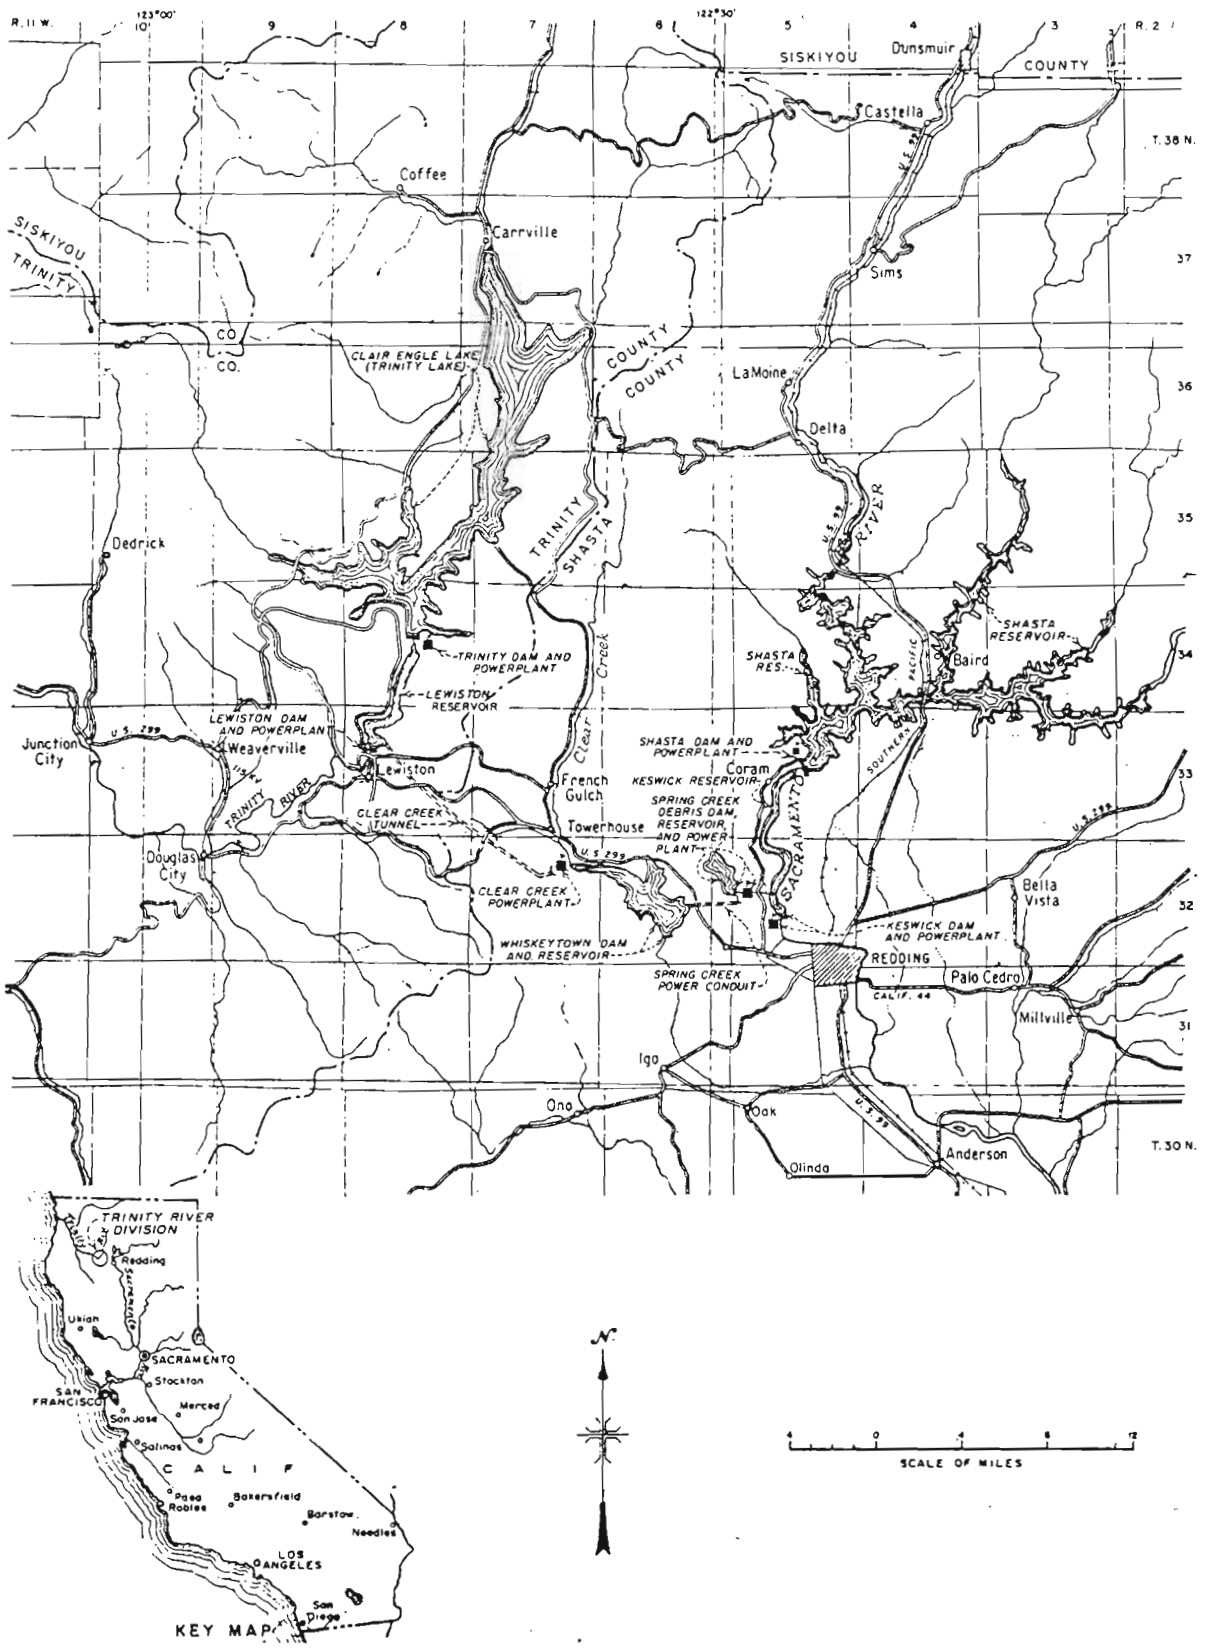 R. 11 W.
123°00'
10
9
8
7
6
122°30'
5
4
3
R. 2
SISKIYOU
COUNTY
Dunsmuir
Castella
U.S. 99
T. 38 N.
Coffee
Carrville
SISKIYOU
TRINITY
37
Sims
CO.
CO.
COUNTY
COUNTY
CLAIR ENGLE LAKE
(TRINITY LAKE)
LaMoine
36
Delta
TRINITY
SHASTA
U.S. 99
RIVER
35
Dedrick
SHASTA
RESERVOIR
TRINITY DAM AND
POWERPLANT
Creek
SHASTA
RES.
PACIFIC
Baird
34
LEWISTON
RESERVOIR
LEWISTON DAM
AND POWERPLANT
U.S. 299
Junction
City
Weaverville
Clear
SHASTA DAM AND
POWERPLANT
SOUTHERN
115 KV
Lewiston
Coram
French
Gulch
KESWICK RESERVOIR
33
TRINITY RIVER
CLEAR CREEK
TUNNEL
SPRING CREEK
DEBRIS DAM,
RESERVOIR,
AND POWER
PLANT
SACRAMENTO
U.S. 299
Towerhouse
U.S. 299
Douglas
City
CLEAR CREEK
POWERPLANT
Bella
Vista
32
KESWICK DAM
AND POWERPLANT
WHISKEYTOWN DAM
AND RESERVOIR
REDDING
SPRING CREEK
POWER CONDUIT
Palo Cedro
CALIF. 44
Millville
31
Igo
Ono
Oak
U.S. 99
Anderson
T. 30 N.
Olinda
TRINITY RIVER
DIVISION
Redding
Sacramento
Ukiah
SACRAMENTO
Stockton
SAN
FRANCISCO
San Jose
Merced
Salinas
CALIF
Paso
Robles
Bakersfield
Barstow
Needles
LOS
ANGELES
San
Diego
KEY MAP
N.
4 0 4 8 12
SCALE OF MILES